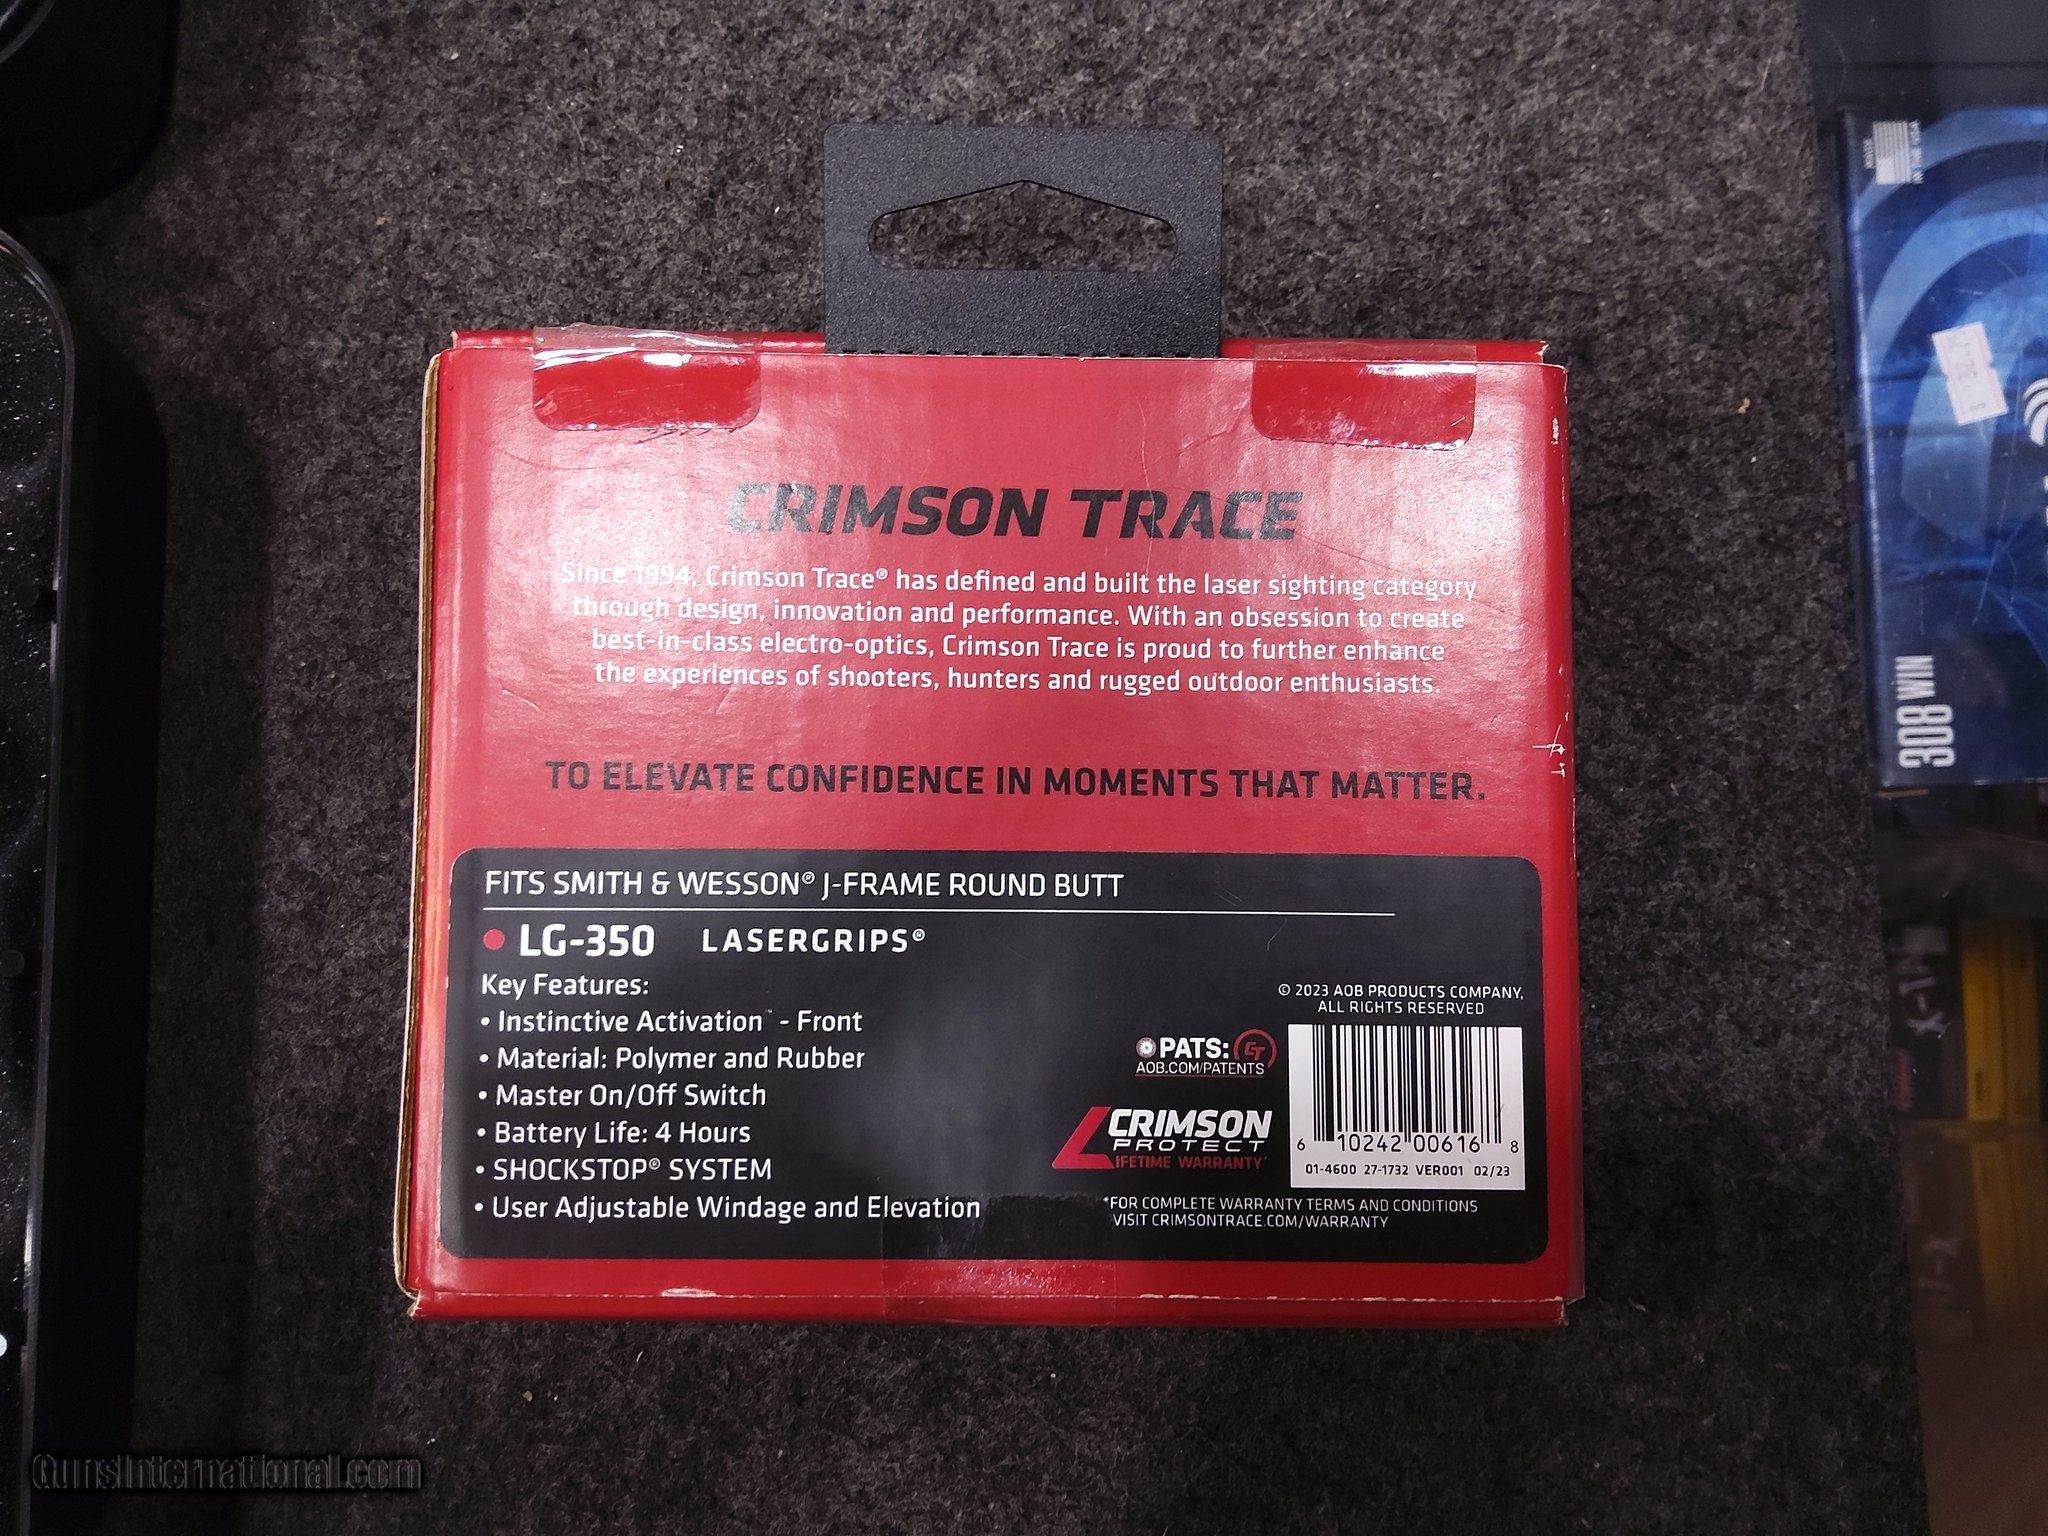 CRIMSON TRACE
Since 1994, Crimson Trace® has defined and built the laser sighting category
through design, innovation and performance. With an obsession to create
best-in-class electro-optics, Crimson Trace is proud to further enhance
the experiences of shooters, hunters and rugged outdoor enthusiasts.
TO ELEVATE CONFIDENCE IN MOMENTS THAT MATTER.
FITS SMITH & WESSON® J-FRAME ROUND BUTT
LG-350 LASERGRIPS®
Key Features:
• Instinctive Activation™ - Front
• Material: Polymer and Rubber
• Master On/Off Switch
• Battery Life: 4 Hours
• SHOCKSTOP® SYSTEM
• User Adjustable Windage and Elevation
© 2023 AOB PRODUCTS COMPANY,
ALL RIGHTS RESERVED
PATS: CT
AOB.COM/PATENTS
CRIMSON
PROTECT
LIFETIME WARRANTY*
6 10242 00616 8
01-4600 27-1732 VER001 02/23
*FOR COMPLETE WARRANTY TERMS AND CONDITIONS
VISIT CRIMSONTRACE.COM/WARRANTY
308 WIN
GunsInternational.com